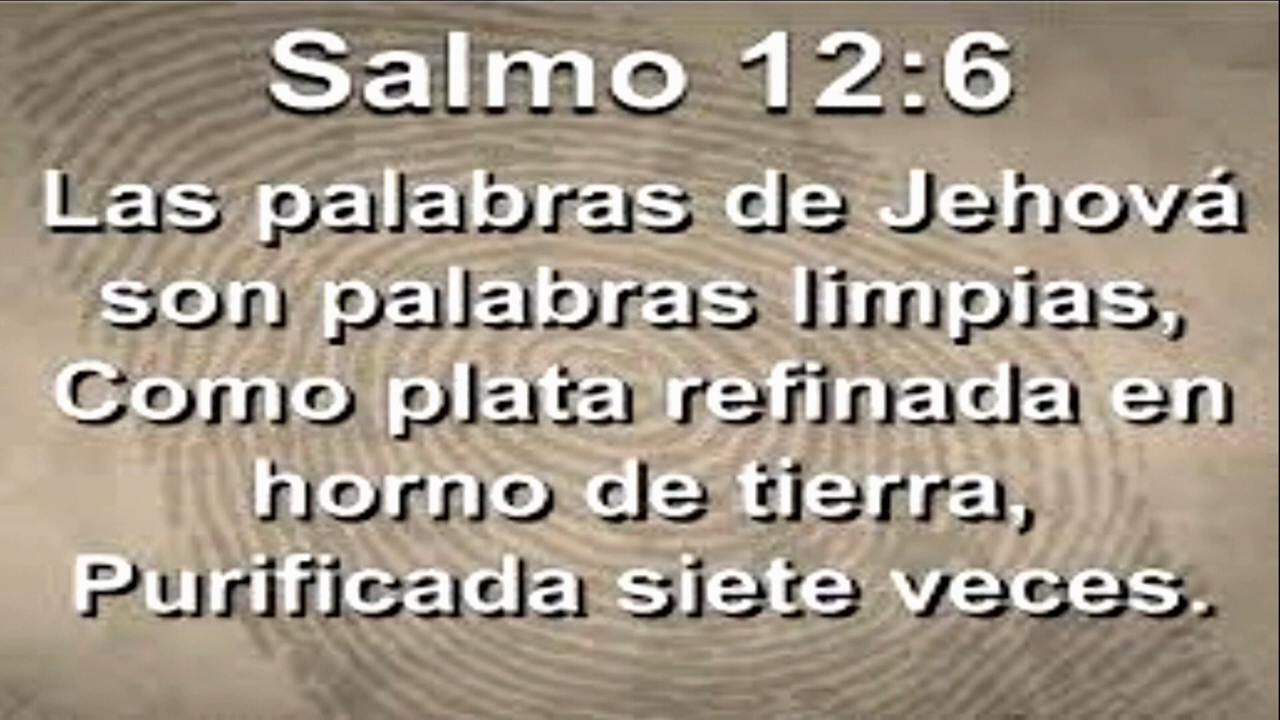 Salmo 12:6
Las palabras de Jehová
son palabras limpias,
Como plata refinada en
horno de tierra,
Purificada siete veces.